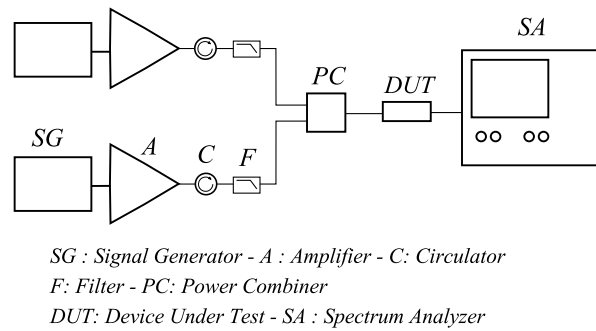 SA
PC
DUT
SG
A
C
F
SG : Signal Generator - A : Amplifier - C: Circulator
F: Filter - PC: Power Combiner
DUT: Device Under Test - SA : Spectrum Analyzer